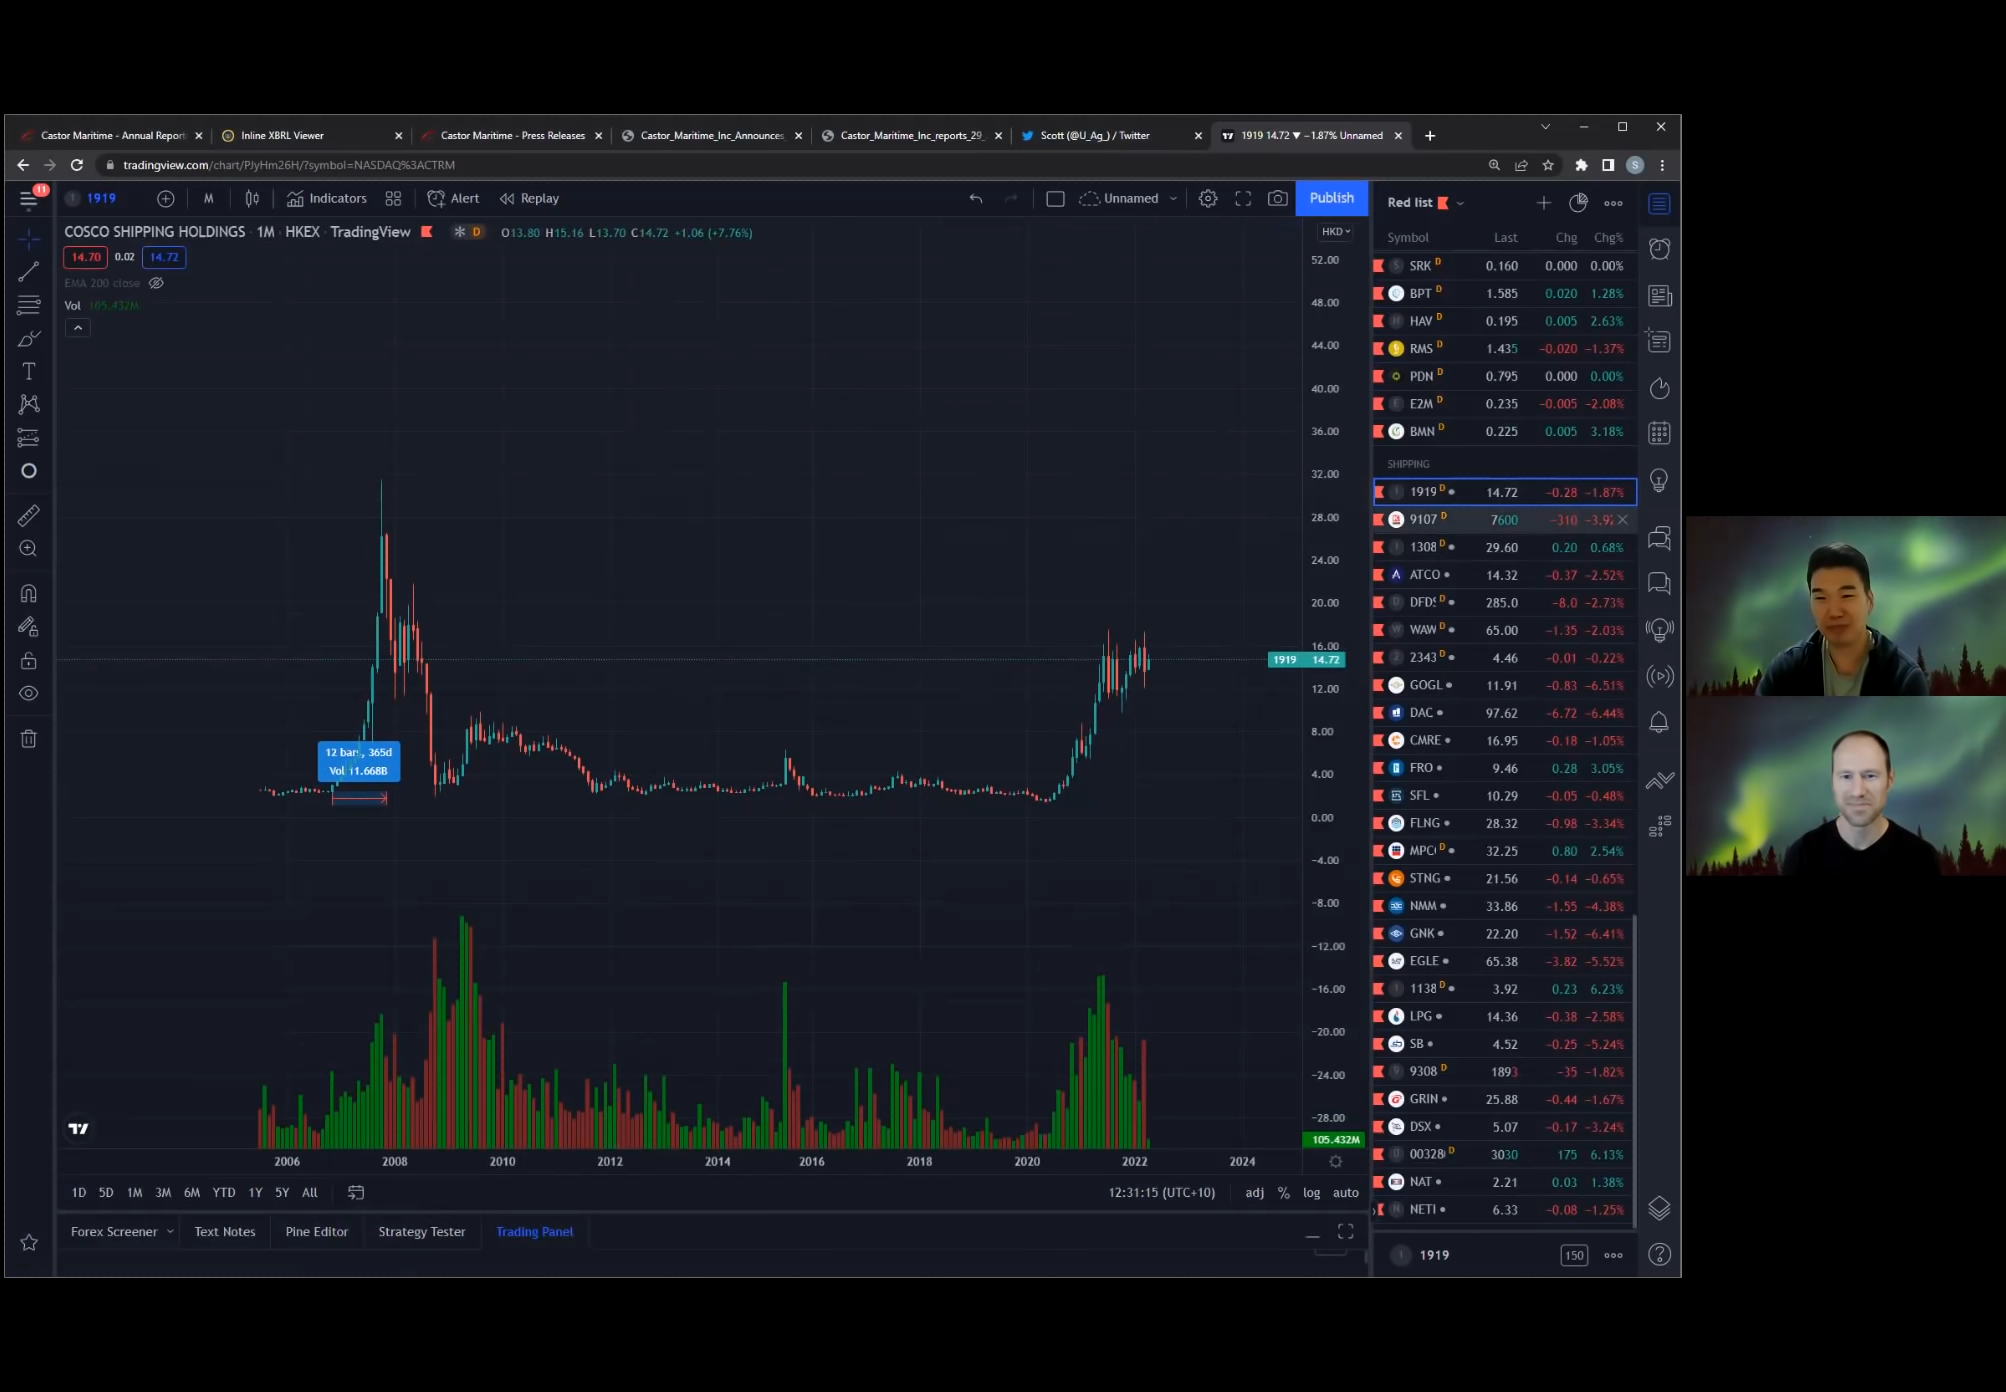 Castor Maritime - Annual Report
Inline XBRL Viewer
Castor Maritime - Press Releases
Castor_Maritime_Inc_Announces_
Castor_Maritime_Inc_reports_29_
Scott (@U_Ag_) / Twitter
1919 14.72 ▼ −1.87% Unnamed
tradingview.com/chart/PJyHm26H/?symbol=NASDAQ%3ACTRM
S
11
1919
M
Indicators
Alert
Replay
Unnamed
Publish
COSCO SHIPPING HOLDINGS · 1M · HKEX · TradingView
D
O13.80 H15.16 L13.70 C14.72 +1.06 (+7.76%)
14.70 0.02 14.72
EMA 200 close
Vol 105.432M
HKD
52.00
48.00
44.00
40.00
36.00
32.00
28.00
24.00
20.00
16.00
1919 14.72
12.00
8.00
4.00
0.00
−4.00
−8.00
−12.00
−16.00
−20.00
−24.00
−28.00
105.432M
12 bars, 365d
Vol 11.668B
2006 2008 2010 2012 2014 2016 2018 2020 2022 2024
1D 5D 1M 3M 6M YTD 1Y 5Y All
12:31:15 (UTC+10) adj % log auto
Forex Screener Text Notes Pine Editor Strategy Tester Trading Panel
Red list
Symbol Last Chg Chg%
SRK D 0.160 0.000 0.00%
BPT D 1.585 0.020 1.28%
HAV D 0.195 0.005 2.63%
RMS D 1.435 −0.020 −1.37%
PDN D 0.795 0.000 0.00%
E2M D 0.235 −0.005 −2.08%
BMN D 0.225 0.005 3.18%
SHIPPING
1919 D 14.72 −0.28 −1.87%
9107 D 7600 −310 −3.9
1308 D 29.60 0.20 0.68%
ATCO 14.32 −0.37 −2.52%
DFDS D 285.0 −8.0 −2.73%
WAW D 65.00 −1.35 −2.03%
2343 D 4.46 −0.01 −0.22%
GOGL 11.91 −0.83 −6.51%
DAC 97.62 −6.72 −6.44%
CMRE 16.95 −0.18 −1.05%
FRO 9.46 0.28 3.05%
SFL 10.29 −0.05 −0.48%
FLNG 28.32 −0.98 −3.34%
MPC D 32.25 0.80 2.54%
STNG 21.56 −0.14 −0.65%
NMM 33.86 −1.55 −4.38%
GNK 22.20 −1.52 −6.41%
EGLE 65.38 −3.82 −5.52%
1138 D 3.92 0.23 6.23%
LPG 14.36 −0.38 −2.58%
SB 4.52 −0.25 −5.24%
9308 D 1893 −35 −1.82%
GRIN 25.88 −0.44 −1.67%
DSX 5.07 −0.17 −3.24%
00328 D 3030 175 6.13%
NAT 2.21 0.03 1.38%
NETI 6.33 −0.08 −1.25%
1919 150